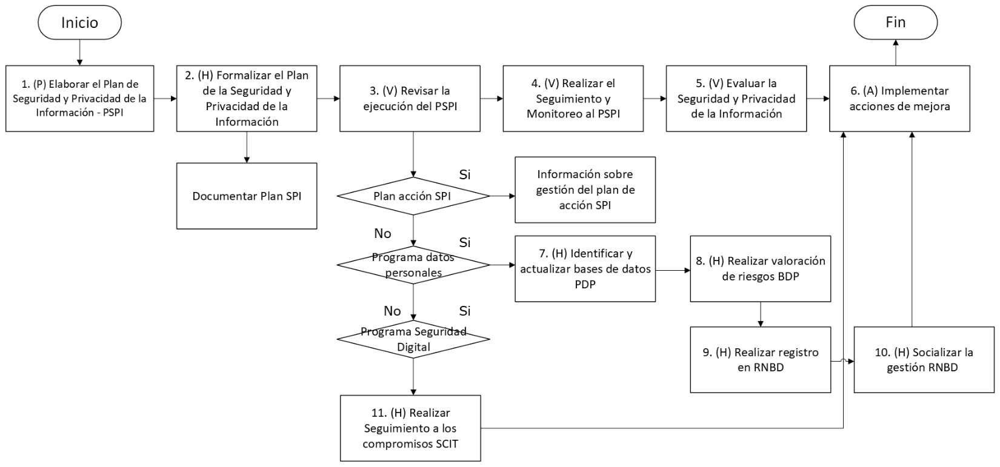 Inicio
Fin
1. (P) Elaborar el Plan de
Seguridad y Privacidad de la
Información - PSPI
2. (H) Formalizar el Plan
de la Seguridad y
Privacidad de la
Información
3. (V) Revisar la
ejecución del PSPI
4. (V) Realizar el
Seguimiento y
Monitoreo al PSPI
5. (V) Evaluar la
Seguridad y Privacidad
de la Información
6. (A) Implementar
acciones de mejora
Documentar Plan SPI
Plan acción SPI
Si
Información sobre
gestión del plan de
acción SPI
No
Si
Programa datos
personales
7. (H) Identificar y
actualizar bases de datos
PDP
8. (H) Realizar valoración
de riesgos BDP
No
Si
Programa Seguridad
Digital
9. (H) Realizar registro
en RNBD
10. (H) Socializar la
gestión RNBD
11. (H) Realizar
Seguimiento a los
compromisos SCIT